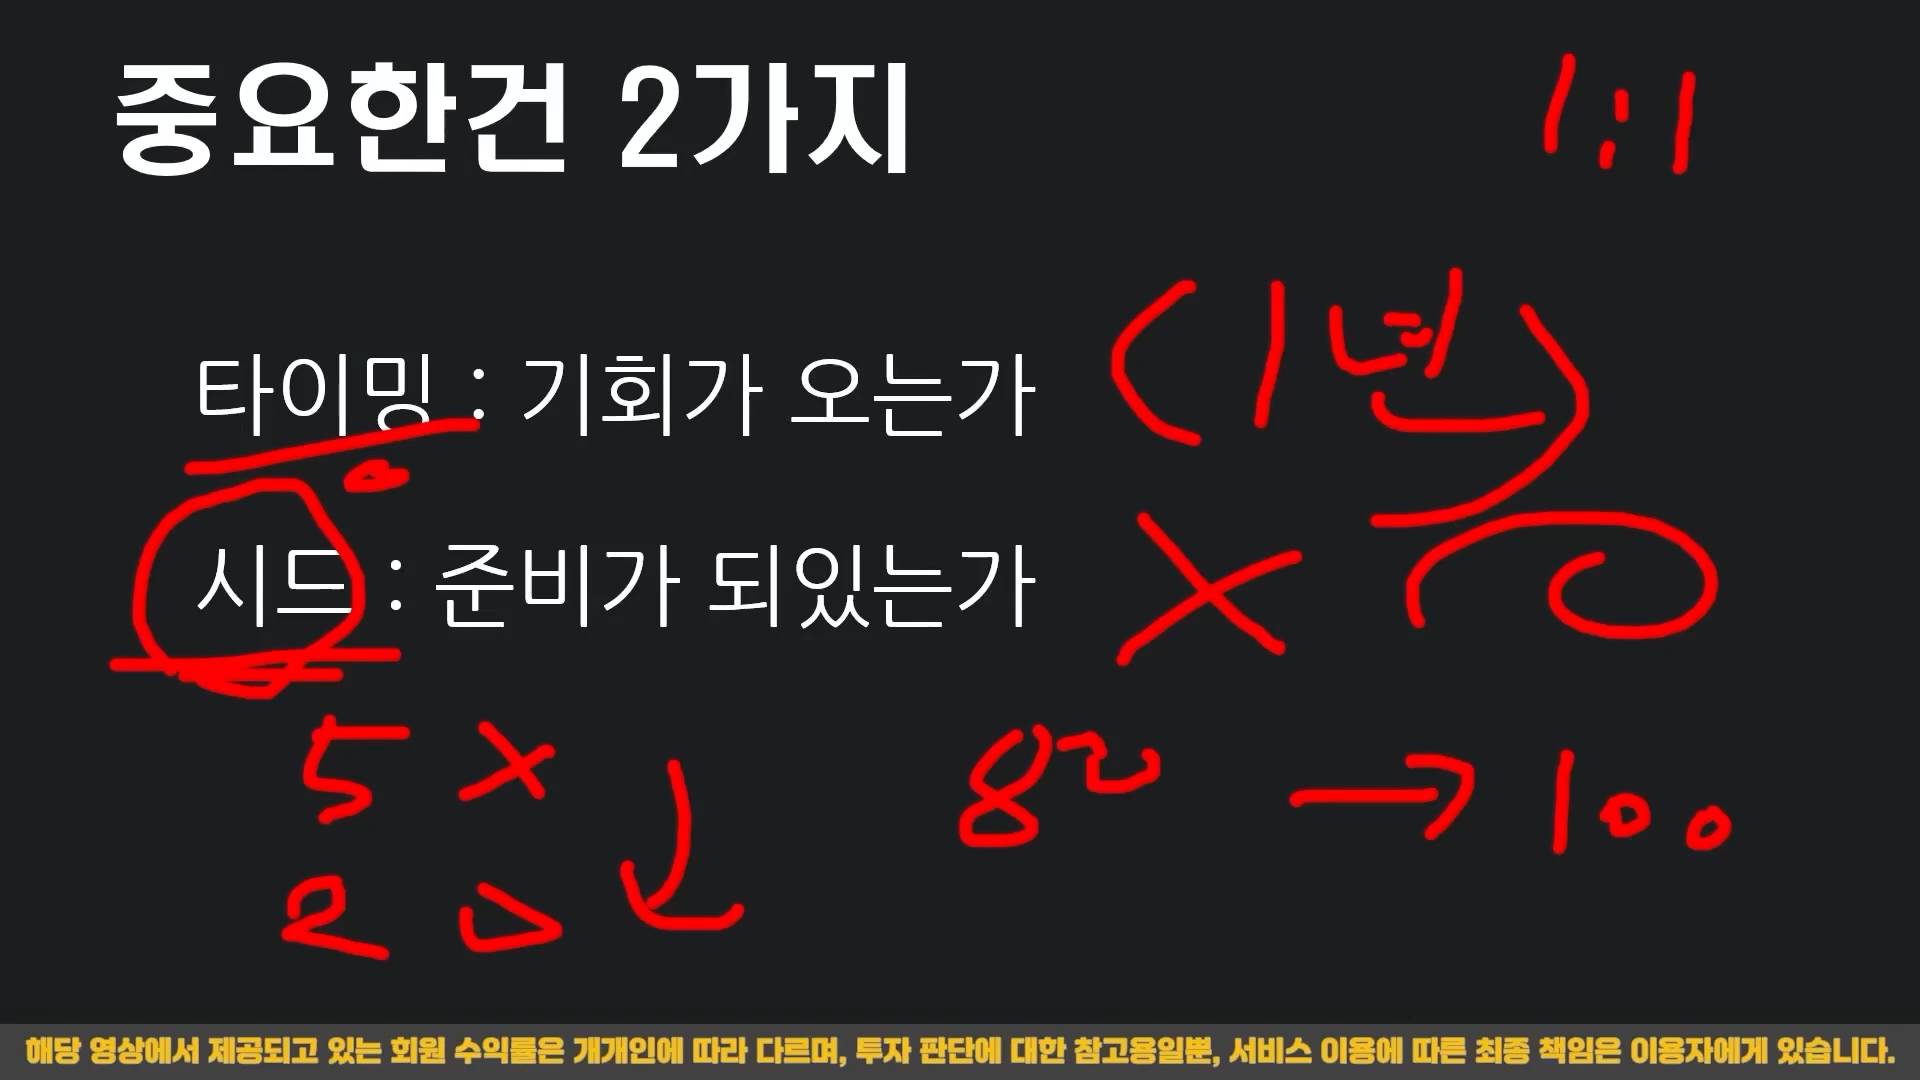 중요한건 2가지
1:1
타이밍 : 기회가 오는가
(1년)
시드 : 준비가 되있는가
5 X
80 → 100
2
해당 영상에서 제공되고 있는 회원 수익률은 개개인에 따라 다르며, 투자 판단에 대한 참고용일뿐, 서비스 이용에 따른 최종 책임은 이용자에게 있습니다.